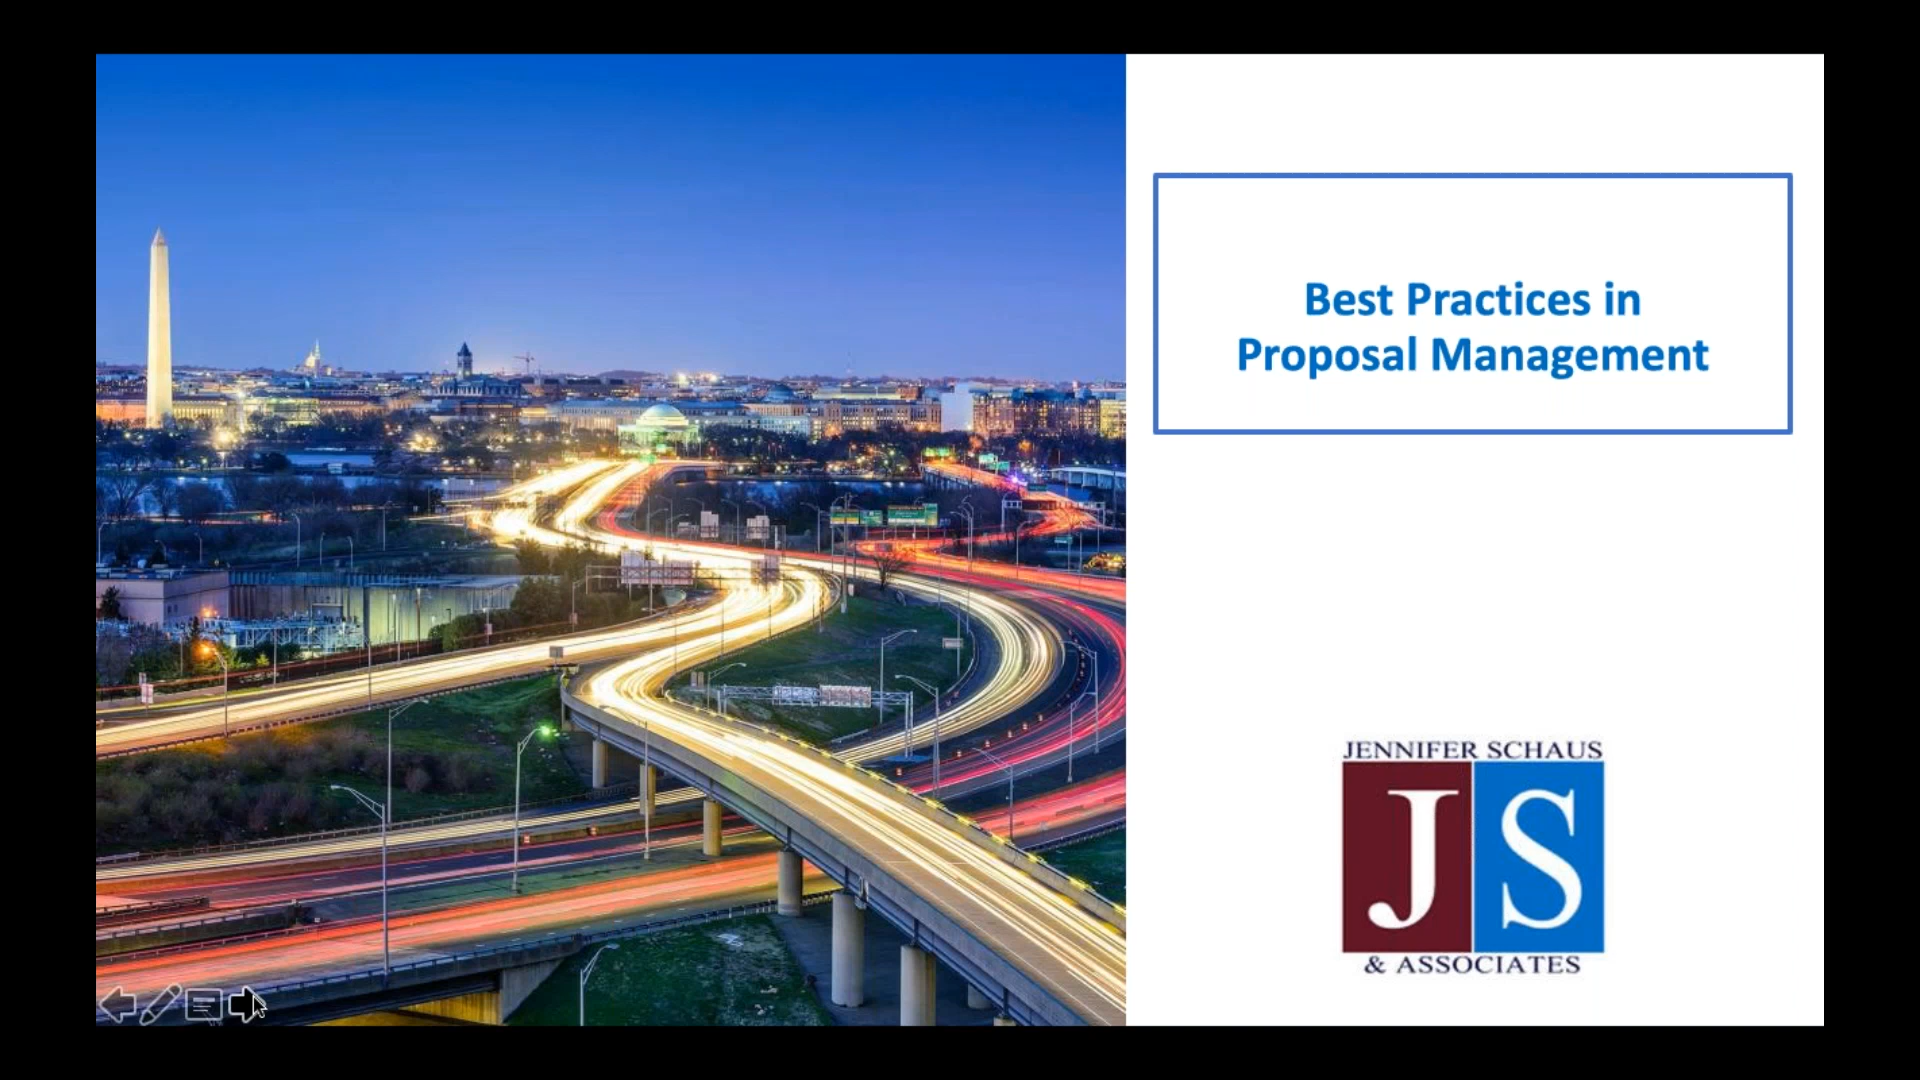 Best Practices in
Proposal Management
JENNIFER SCHAUS
JS
& ASSOCIATES